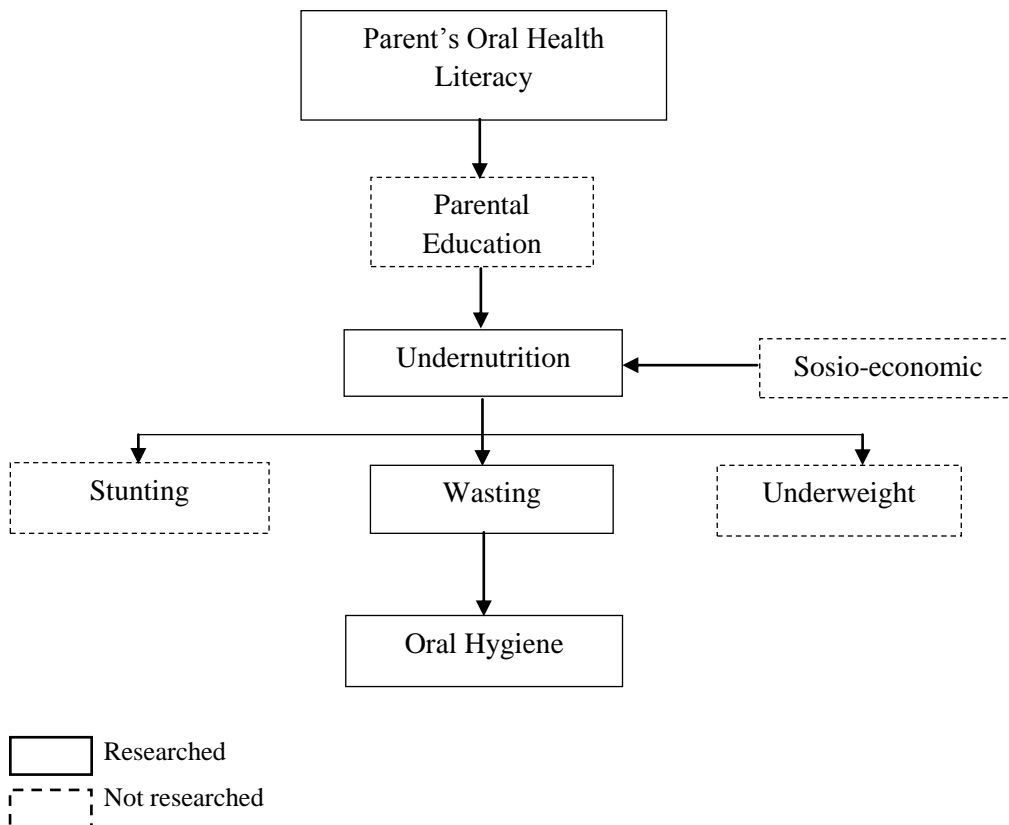 Parent’s Oral Health
Literacy
Parental
Education
Undernutrition
Sosio-economic
Stunting
Wasting
Underweight
Oral Hygiene
Researched
Not researched